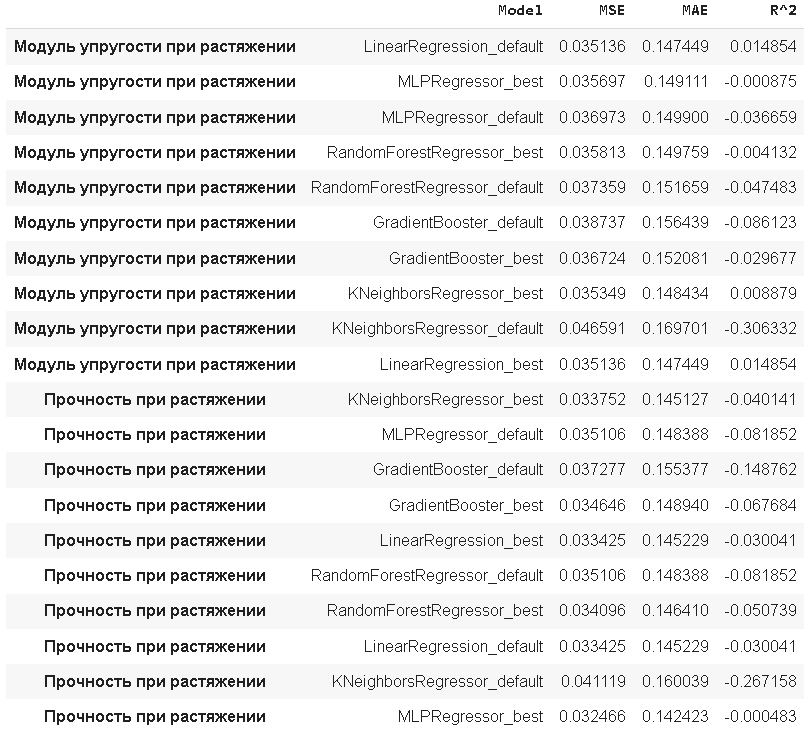 Model MSE MAE R^2
Модуль упругости при растяжении LinearRegression_default 0.035136 0.147449 0.014854
Модуль упругости при растяжении MLPRegressor_best 0.035697 0.149111 -0.000875
Модуль упругости при растяжении MLPRegressor_default 0.036973 0.149900 -0.036659
Модуль упругости при растяжении RandomForestRegressor_best 0.035813 0.149759 -0.004132
Модуль упругости при растяжении RandomForestRegressor_default 0.037359 0.151659 -0.047483
Модуль упругости при растяжении GradientBooster_default 0.038737 0.156439 -0.086123
Модуль упругости при растяжении GradientBooster_best 0.036724 0.152081 -0.029677
Модуль упругости при растяжении KNeighborsRegressor_best 0.035349 0.148434 0.008879
Модуль упругости при растяжении KNeighborsRegressor_default 0.046591 0.169701 -0.306332
Модуль упругости при растяжении LinearRegression_best 0.035136 0.147449 0.014854
Прочность при растяжении KNeighborsRegressor_best 0.033752 0.145127 -0.040141
Прочность при растяжении MLPRegressor_default 0.035106 0.148388 -0.081852
Прочность при растяжении GradientBooster_default 0.037277 0.155377 -0.148762
Прочность при растяжении GradientBooster_best 0.034646 0.148940 -0.067684
Прочность при растяжении LinearRegression_best 0.033425 0.145229 -0.030041
Прочность при растяжении RandomForestRegressor_default 0.035106 0.148388 -0.081852
Прочность при растяжении RandomForestRegressor_best 0.034096 0.146410 -0.050739
Прочность при растяжении LinearRegression_default 0.033425 0.145229 -0.030041
Прочность при растяжении KNeighborsRegressor_default 0.041119 0.160039 -0.267158
Прочность при растяжении MLPRegressor_best 0.032466 0.142423 -0.000483